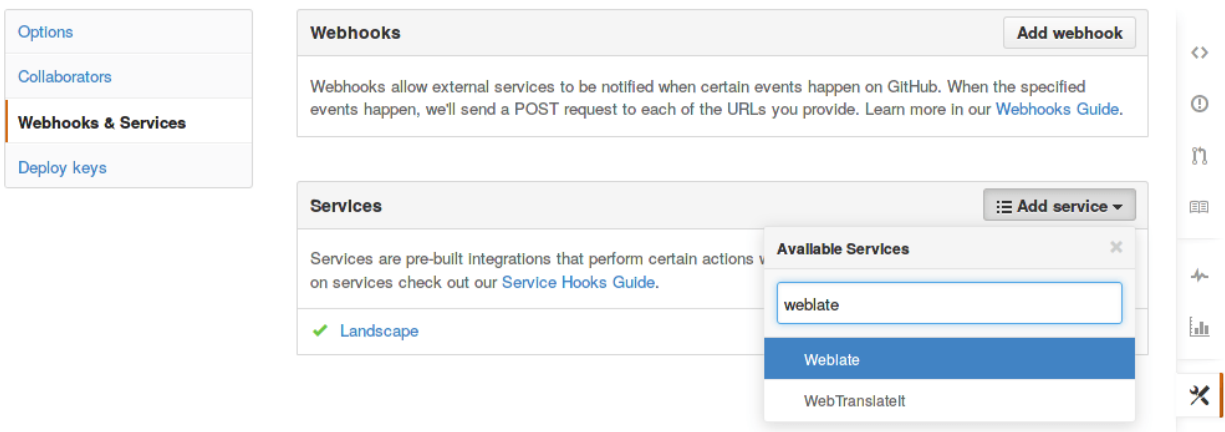 Options
Collaborators
Webhooks & Services
Deploy keys
Webhooks
Add webhook
Webhooks allow external services to be notified when certain events happen on GitHub. When the specified
events happen, we'll send a POST request to each of the URLs you provide. Learn more in our Webhooks Guide.
Services
Add service
Services are pre-built integrations that perform certain actions
on services check out our Service Hooks Guide.
Landscape
Available Services
weblate
Weblate
WebTranslateIt